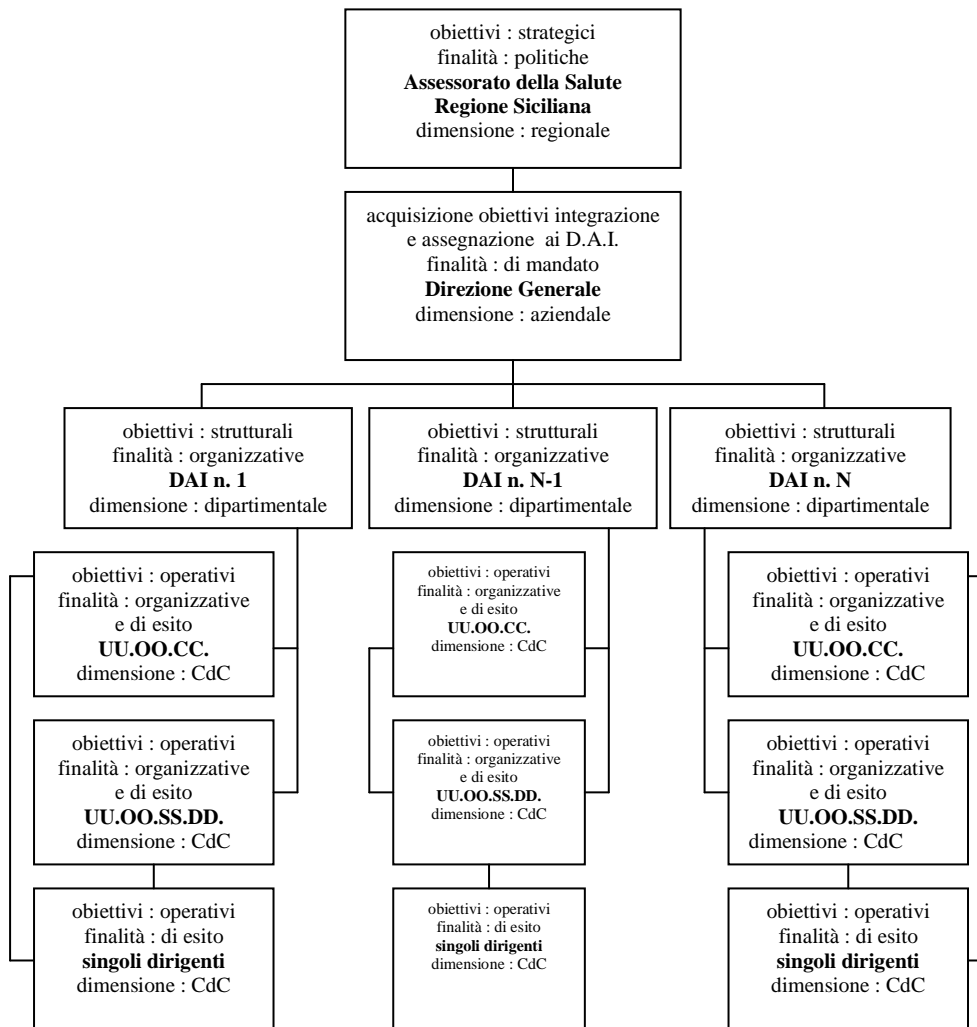 obiettivi : strategici
finalità : politiche
Assessorato della Salute
Regione Siciliana
dimensione : regionale
acquisizione obiettivi integrazione
e assegnazione ai D.A.I.
finalità : di mandato
Direzione Generale
dimensione : aziendale
obiettivi : strutturali
finalità : organizzative
DAI n. 1
dimensione : dipartimentale
obiettivi : strutturali
finalità : organizzative
DAI n. N-1
dimensione : dipartimentale
obiettivi : strutturali
finalità : organizzative
DAI n. N
dimensione : dipartimentale
obiettivi : operativi
finalità : organizzative
e di esito
UU.OO.CC.
dimensione : CdC
obiettivi : operativi
finalità : organizzative
e di esito
UU.OO.CC.
dimensione : CdC
obiettivi : operativi
finalità : organizzative
e di esito
UU.OO.CC.
dimensione : CdC
obiettivi : operativi
finalità : organizzative
e di esito
UU.OO.SS.DD.
dimensione : CdC
obiettivi : operativi
finalità : organizzative
e di esito
UU.OO.SS.DD.
dimensione : CdC
obiettivi : operativi
finalità : organizzative
e di esito
UU.OO.SS.DD.
dimensione : CdC
obiettivi : operativi
finalità : di esito
singoli dirigenti
dimensione : CdC
obiettivi : operativi
finalità : di esito
singoli dirigenti
dimensione : CdC
obiettivi : operativi
finalità : di esito
singoli dirigenti
dimensione : CdC